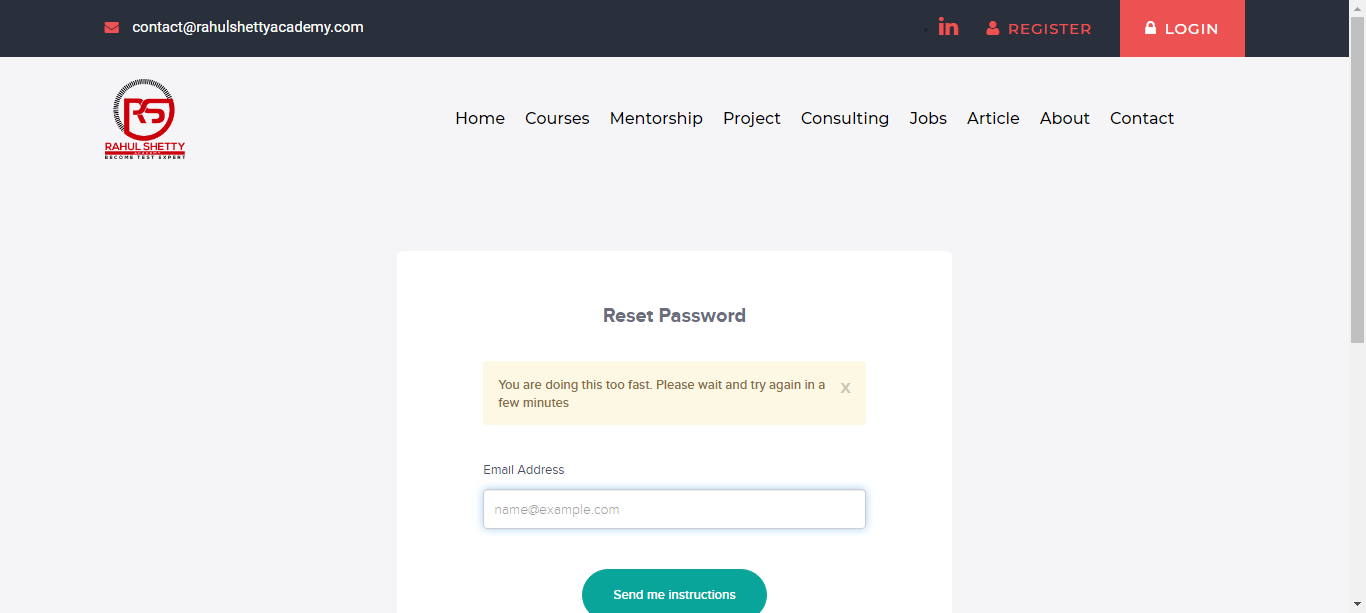 contact@rahulshettyacademy.com
in REGISTER LOGIN
RS
RAHUL SHETTY
ACADEMY
BECOME TEST EXPERT
Home Courses Mentorship Project Consulting Jobs Article About Contact
Reset Password
You are doing this too fast. Please wait and try again in a
few minutes
x
Email Address
name@example.com
Send me instructions